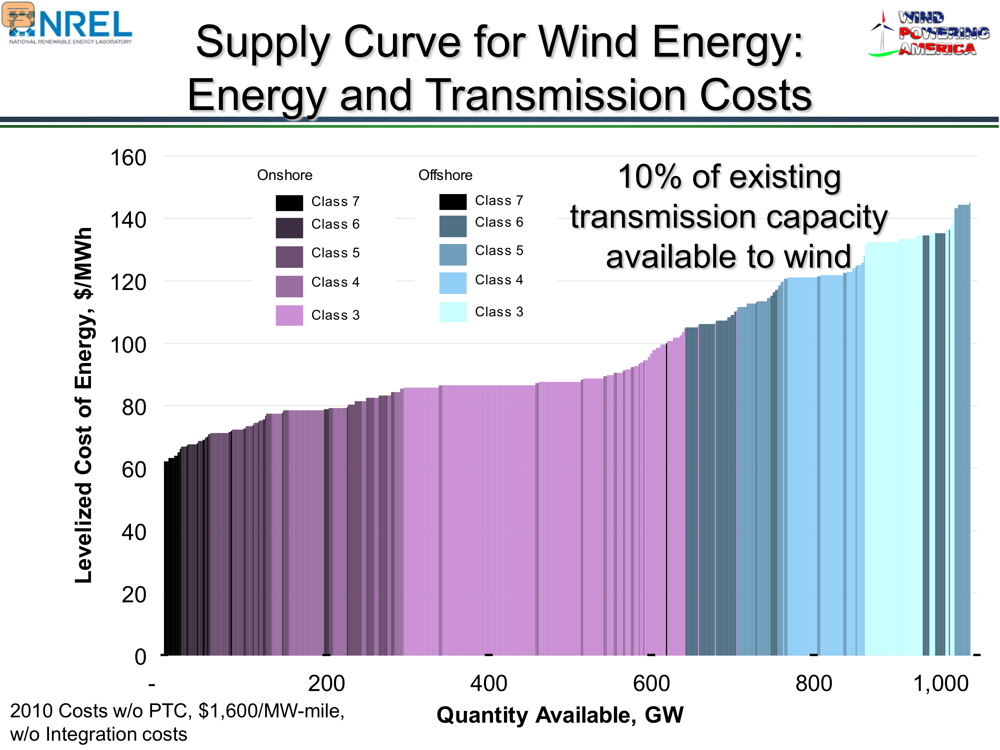 NREL
NATIONAL RENEWABLE ENERGY LABORATORY
WIND
POWERING
AMERICA
Supply Curve for Wind Energy:
Energy and Transmission Costs
10% of existing
transmission capacity
available to wind
Onshore
Class 7
Class 6
Class 5
Class 4
Class 3
Offshore
Class 7
Class 6
Class 5
Class 4
Class 3
Levelized Cost of Energy, $/MWh
160
140
120
100
80
60
40
20
0
- 200 400 600 800 1,000
Quantity Available, GW
2010 Costs w/o PTC, $1,600/MW-mile,
w/o Integration costs